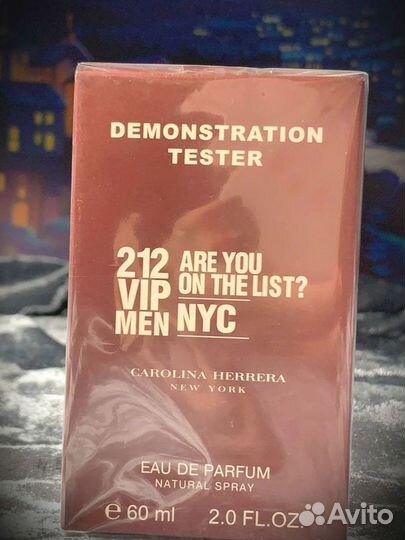 DEMONSTRATION
TESTER
212 ARE YOU
VIP ON THE LIST?
MEN NYC
CAROLINA HERRERA
NEW YORK
EAU DE PARFUM
NATURAL SPRAY
e 60 ml 2.0 FL.OZ.
Avito